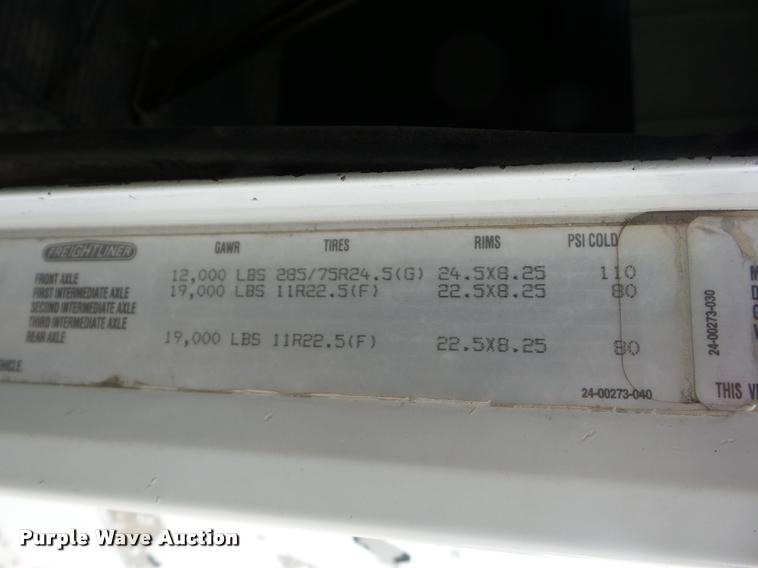 FREIGHTLINER GAWR TIRES RIMS PSI COLD
FRONT AXLE 12,000 LBS 285/75R24.5(G) 24.5X8.25 110
FIRST INTERMEDIATE AXLE 19,000 LBS 11R22.5(F) 22.5X8.25 80
SECOND INTERMEDIATE AXLE
THIRD INTERMEDIATE AXLE
REAR AXLE 19,000 LBS 11R22.5(F) 22.5X8.25 80
24-00273-040
24-00273-030
THIS
Purple Wave Auction